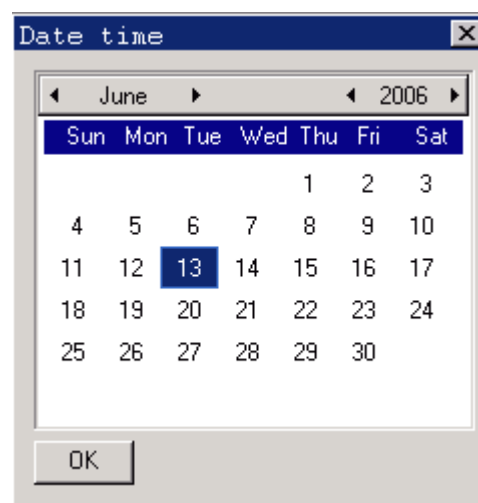 Date time
June 2006
Sun Mon Tue Wed Thu Fri Sat
1 2 3
4 5 6 7 8 9 10
11 12 13 14 15 16 17
18 19 20 21 22 23 24
25 26 27 28 29 30
OK